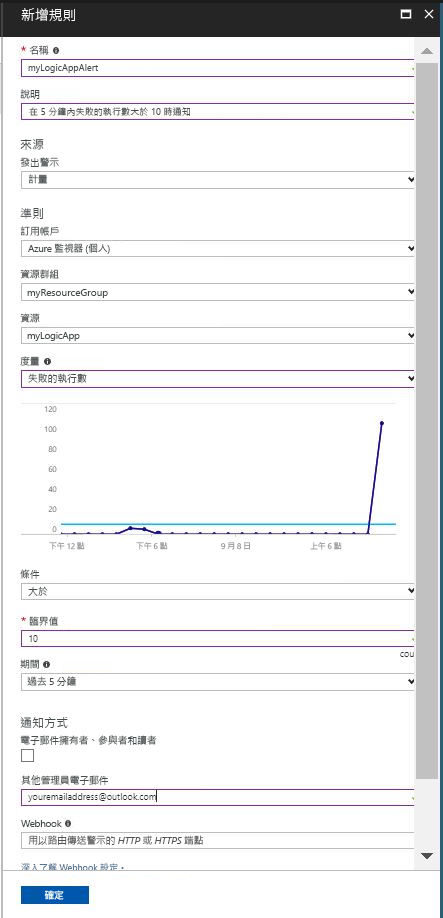 新增規則
* 名稱
myLogicAppAlert
說明
在 5 分鐘內失敗的執行數大於 10 時通知
來源
發出警示
計量
準則
訂用帳戶
Azure 監視器 (個人)
資源群組
myResourceGroup
資源
myLogicApp
度量
失敗的執行數
120
100
80
60
40
20
0
下午 12 點 下午 6 點 9 月 8 日 上午 6 點
條件
大於
* 臨界值
10
cou
期間
過去 5 分鐘
通知方式
電子郵件擁有者、參與者和讀者
其他管理員電子郵件
youremailaddress@outlook.com
Webhook
用以路由傳送警示的 HTTP 或 HTTPS 端點
深入了解 Webhook 設定。
確定